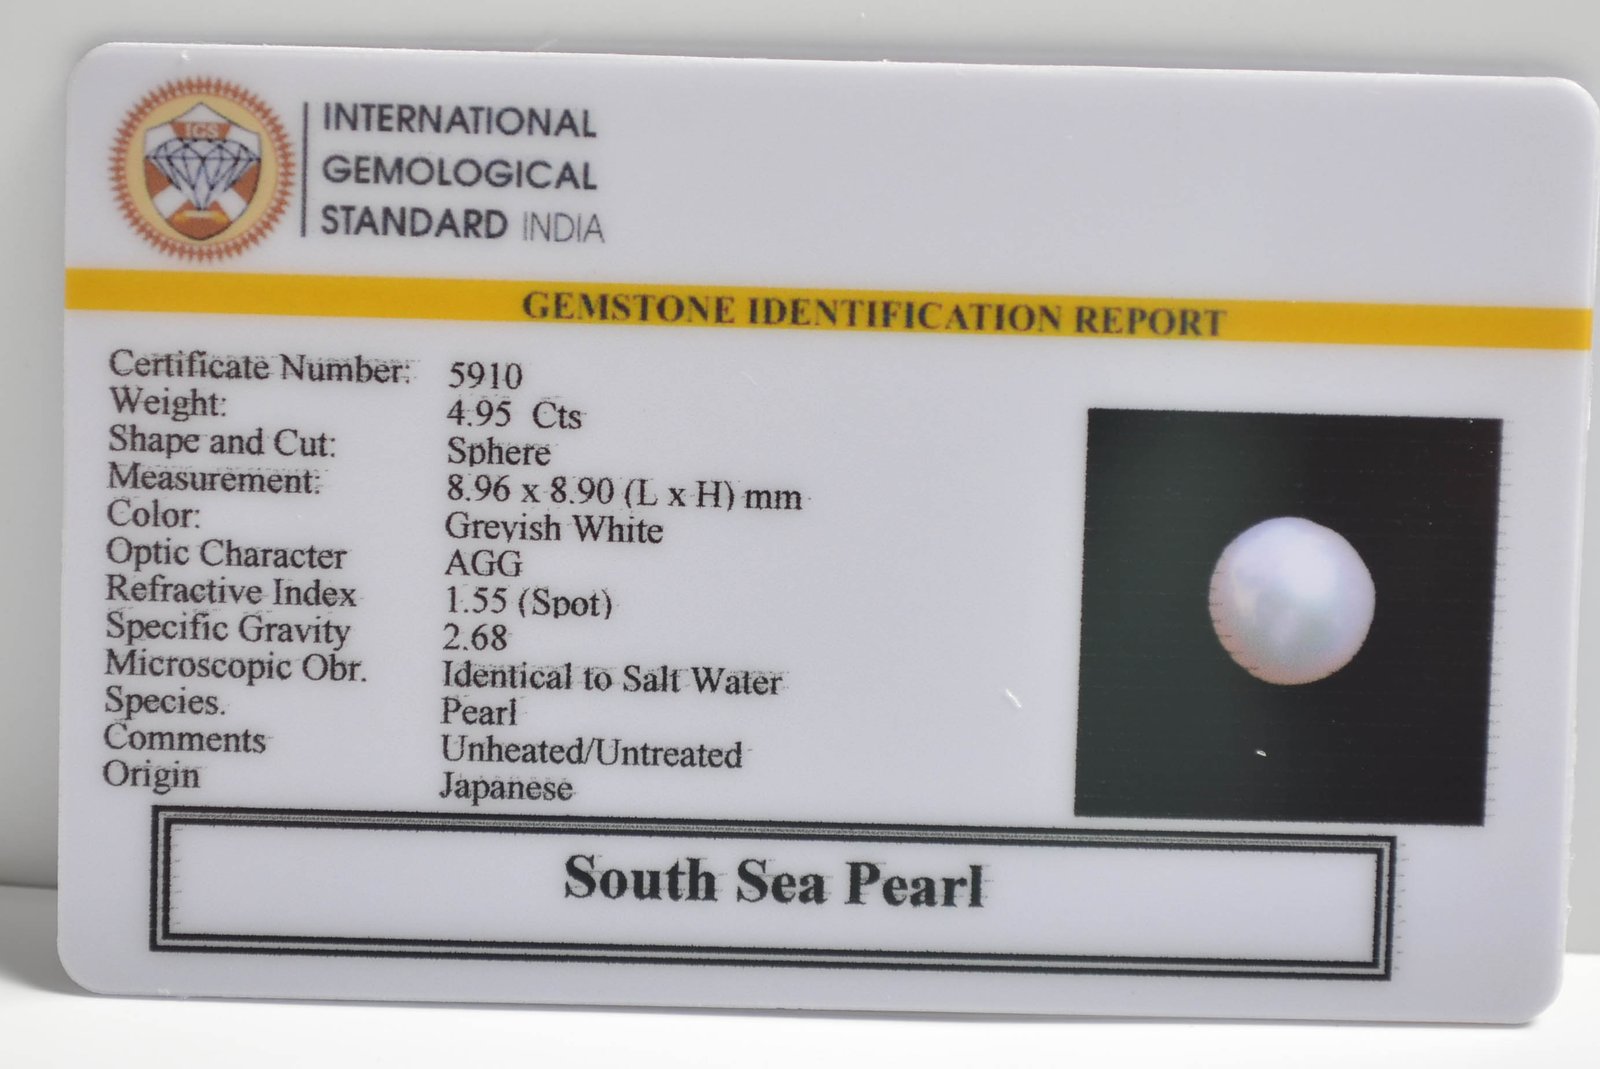 IGS
INTERNATIONAL
GEMOLOGICAL
STANDARD INDIA
GEMSTONE IDENTIFICATION REPORT
Certificate Number: 5910
Weight: 4.95 Cts
Shape and Cut: Sphere
Measurement: 8.96 x 8.90 (L x H) mm
Color: Greyish White
Optic Character AGG
Refractive Index 1.55 (Spot)
Specific Gravity 2.68
Microscopic Obr. Identical to Salt Water
Species. Pearl
Comments Unheated/Untreated
Origin Japanese
South Sea Pearl